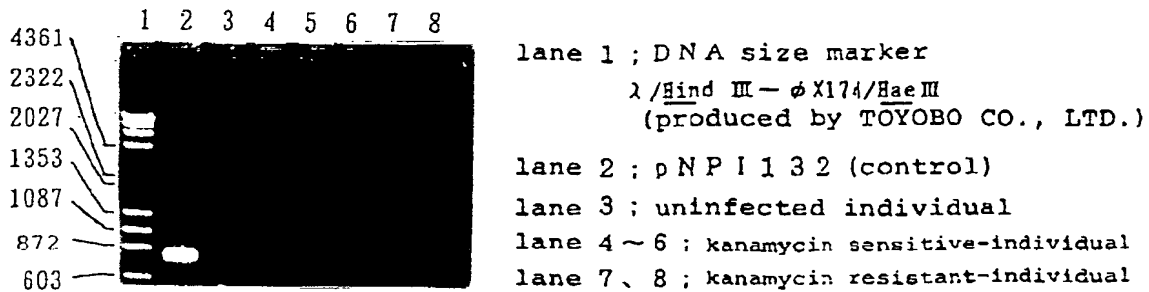 1 2 3 4 5 6 7 8
4361
2322
2027
1353
1087
872
603
lane 1 ; DNA size marker
λ/Hind III - φX174/Hae III
(produced by TOYOBO CO., LTD.)
lane 2 ; pNPI132 (control)
lane 3 ; uninfected individual
lane 4～6 ; kanamycin sensitive-individual
lane 7、8 ; kanamycin resistant-individual